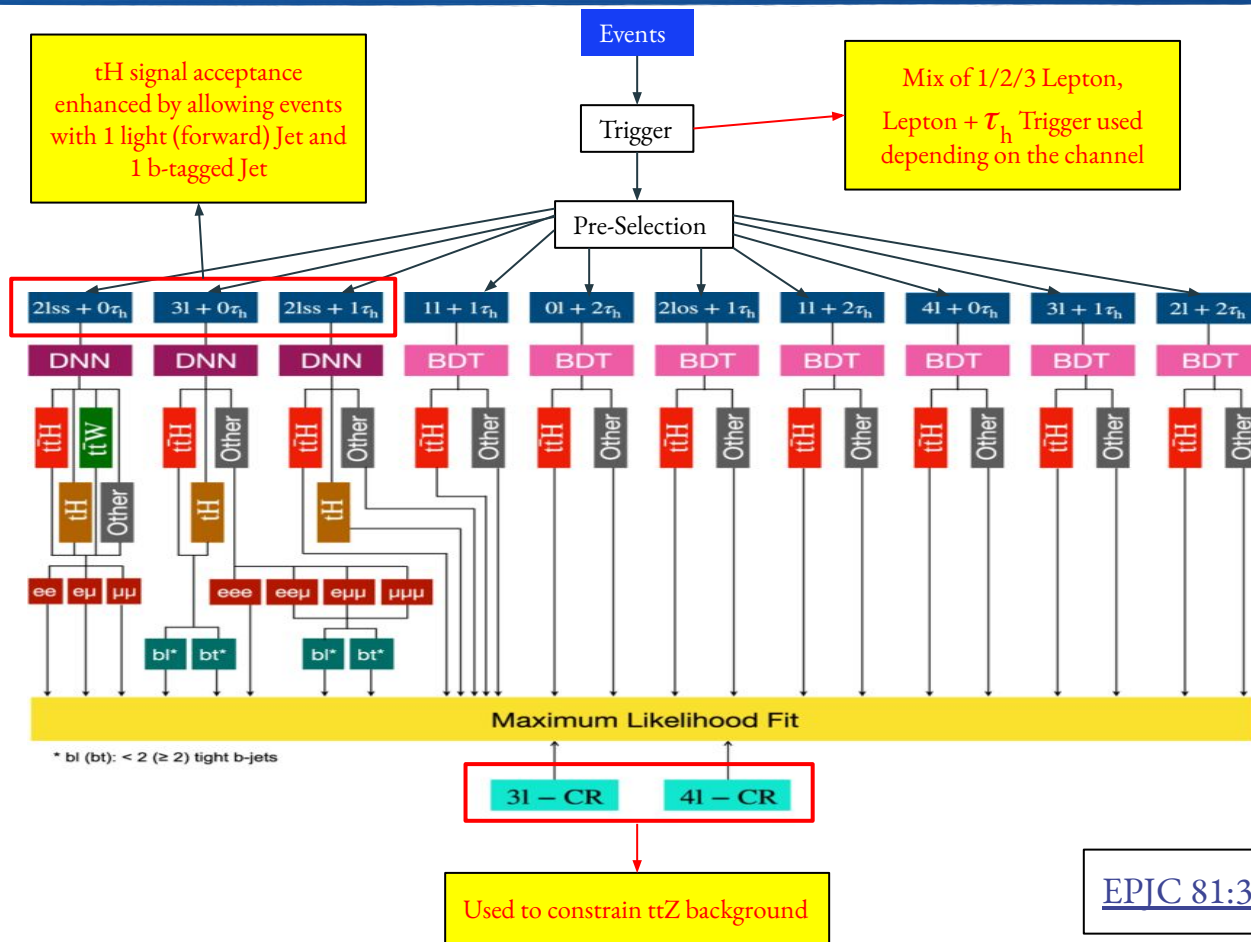 Events
tH signal acceptance
enhanced by allowing events
with 1 light (forward) Jet and
1 b-tagged Jet
Mix of 1/2/3 Lepton,
Lepton + τh Trigger used
depending on the channel
Trigger
Pre-Selection
2lss + 0τh 3l + 0τh 2lss + 1τh 1l + 1τh 0l + 2τh 2los + 1τh 1l + 2τh 4l + 0τh 3l + 1τh 2l + 2τh
DNN DNN DNN BDT BDT BDT BDT BDT BDT BDT
tt̄H tt̄W tt̄H Other tt̄H Other tt̄H Other tt̄H Other tt̄H Other tt̄H Other tt̄H Other tt̄H Other tt̄H Other
tH Other tH tH
ee eμ μμ eee eeμ eμμ μμμ
bl* bt* bl* bt*
Maximum Likelihood Fit
* bl (bt): < 2 (≥ 2) tight b-jets
3l – CR 4l – CR
Used to constrain ttZ background
EPJC 81:3